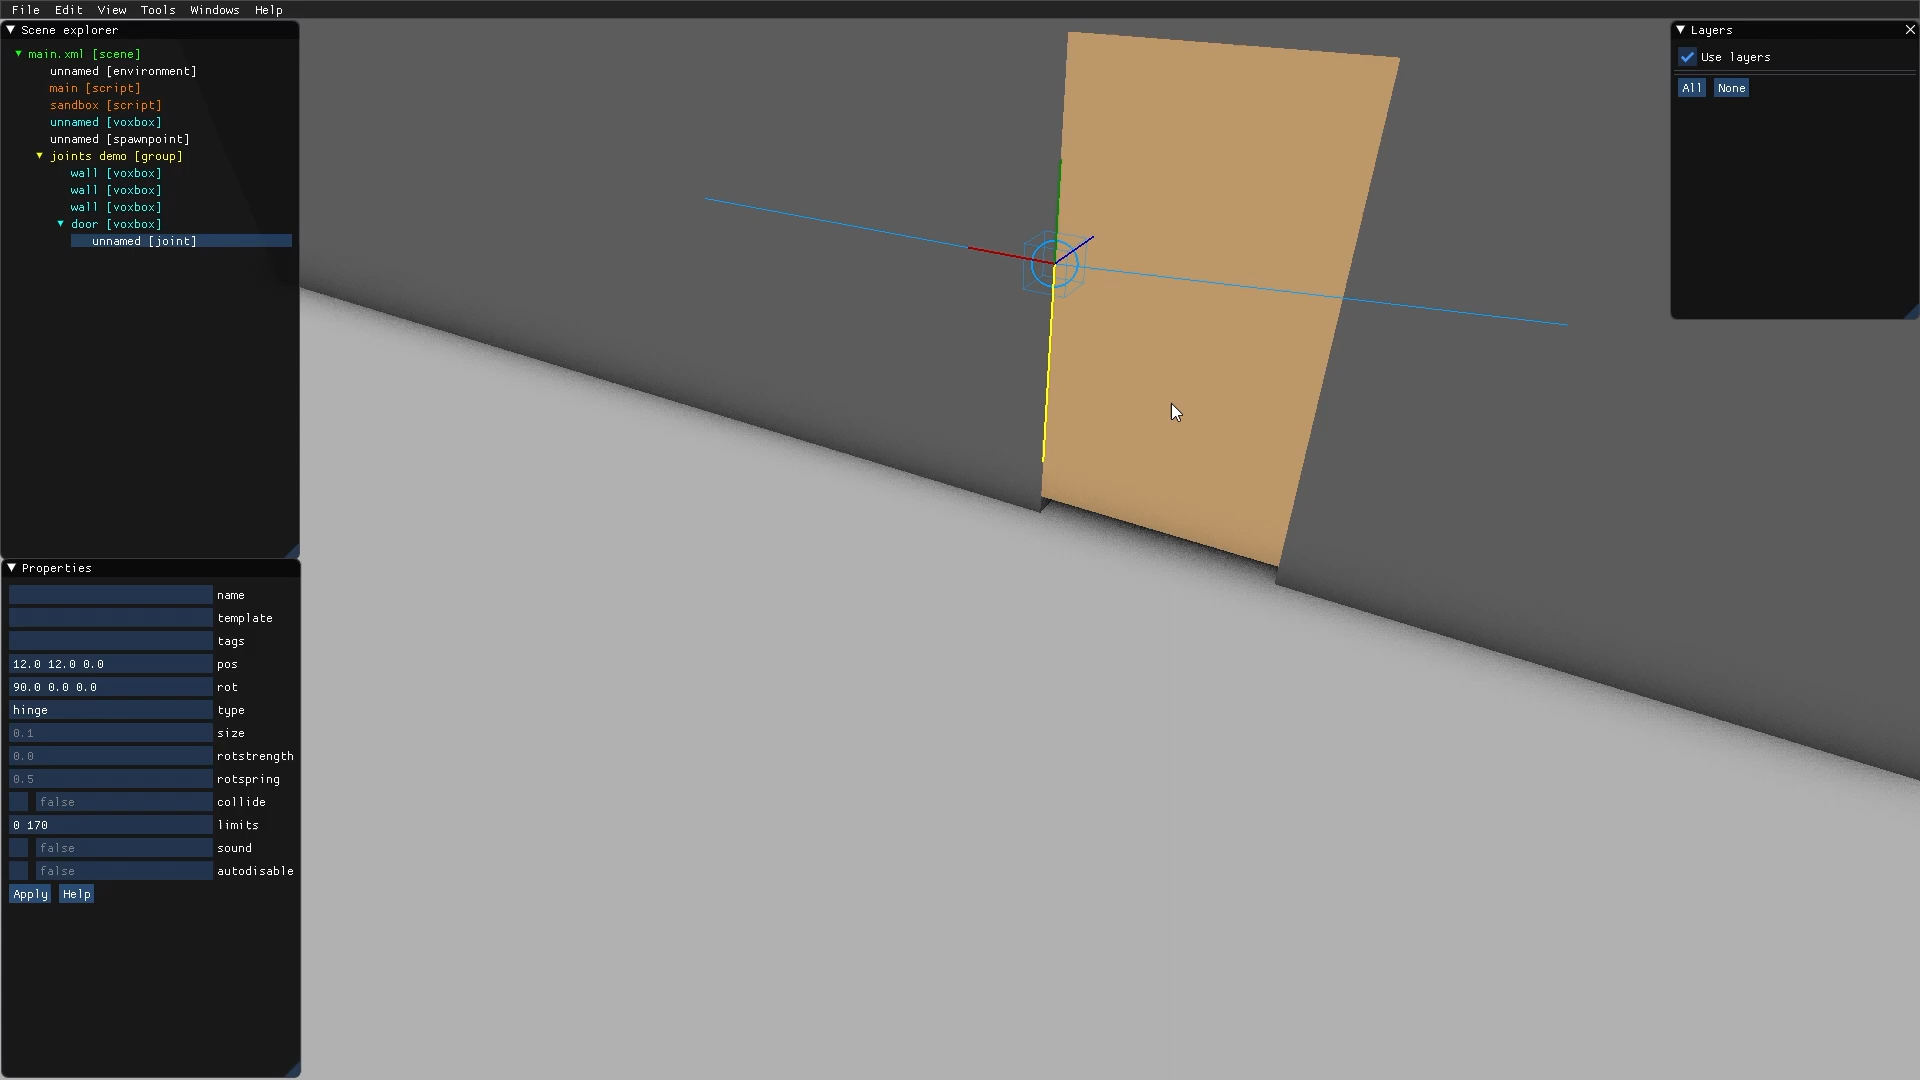 File Edit View Tools Windows Help
Scene explorer
main.xml [scene]
unnamed [environment]
main [script]
sandbox [script]
unnamed [voxbox]
unnamed [spawnpoint]
joints demo [group]
wall [voxbox]
wall [voxbox]
wall [voxbox]
door [voxbox]
unnamed [joint]
Properties
name
template
tags
12.0 12.0 0.0 pos
90.0 0.0 0.0 rot
hinge type
0.1 size
0.0 rotstrength
0.5 rotspring
false collide
0 170 limits
false sound
false autodisable
Apply Help
Layers
Use layers
All None